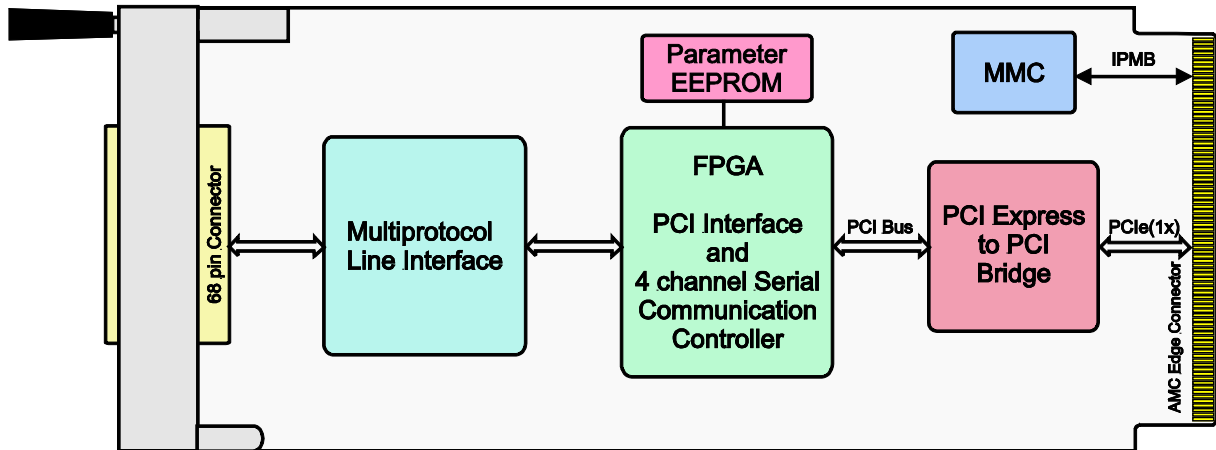 Parameter
EEPROM
MMC
IPMB
68 pin Connector
Multiprotocol
Line Interface
FPGA
PCI Interface
and
4 channel Serial
Communication
Controller
PCI Bus
PCI Express
to PCI
Bridge
PCIe(1x)
AMC Edge Connector